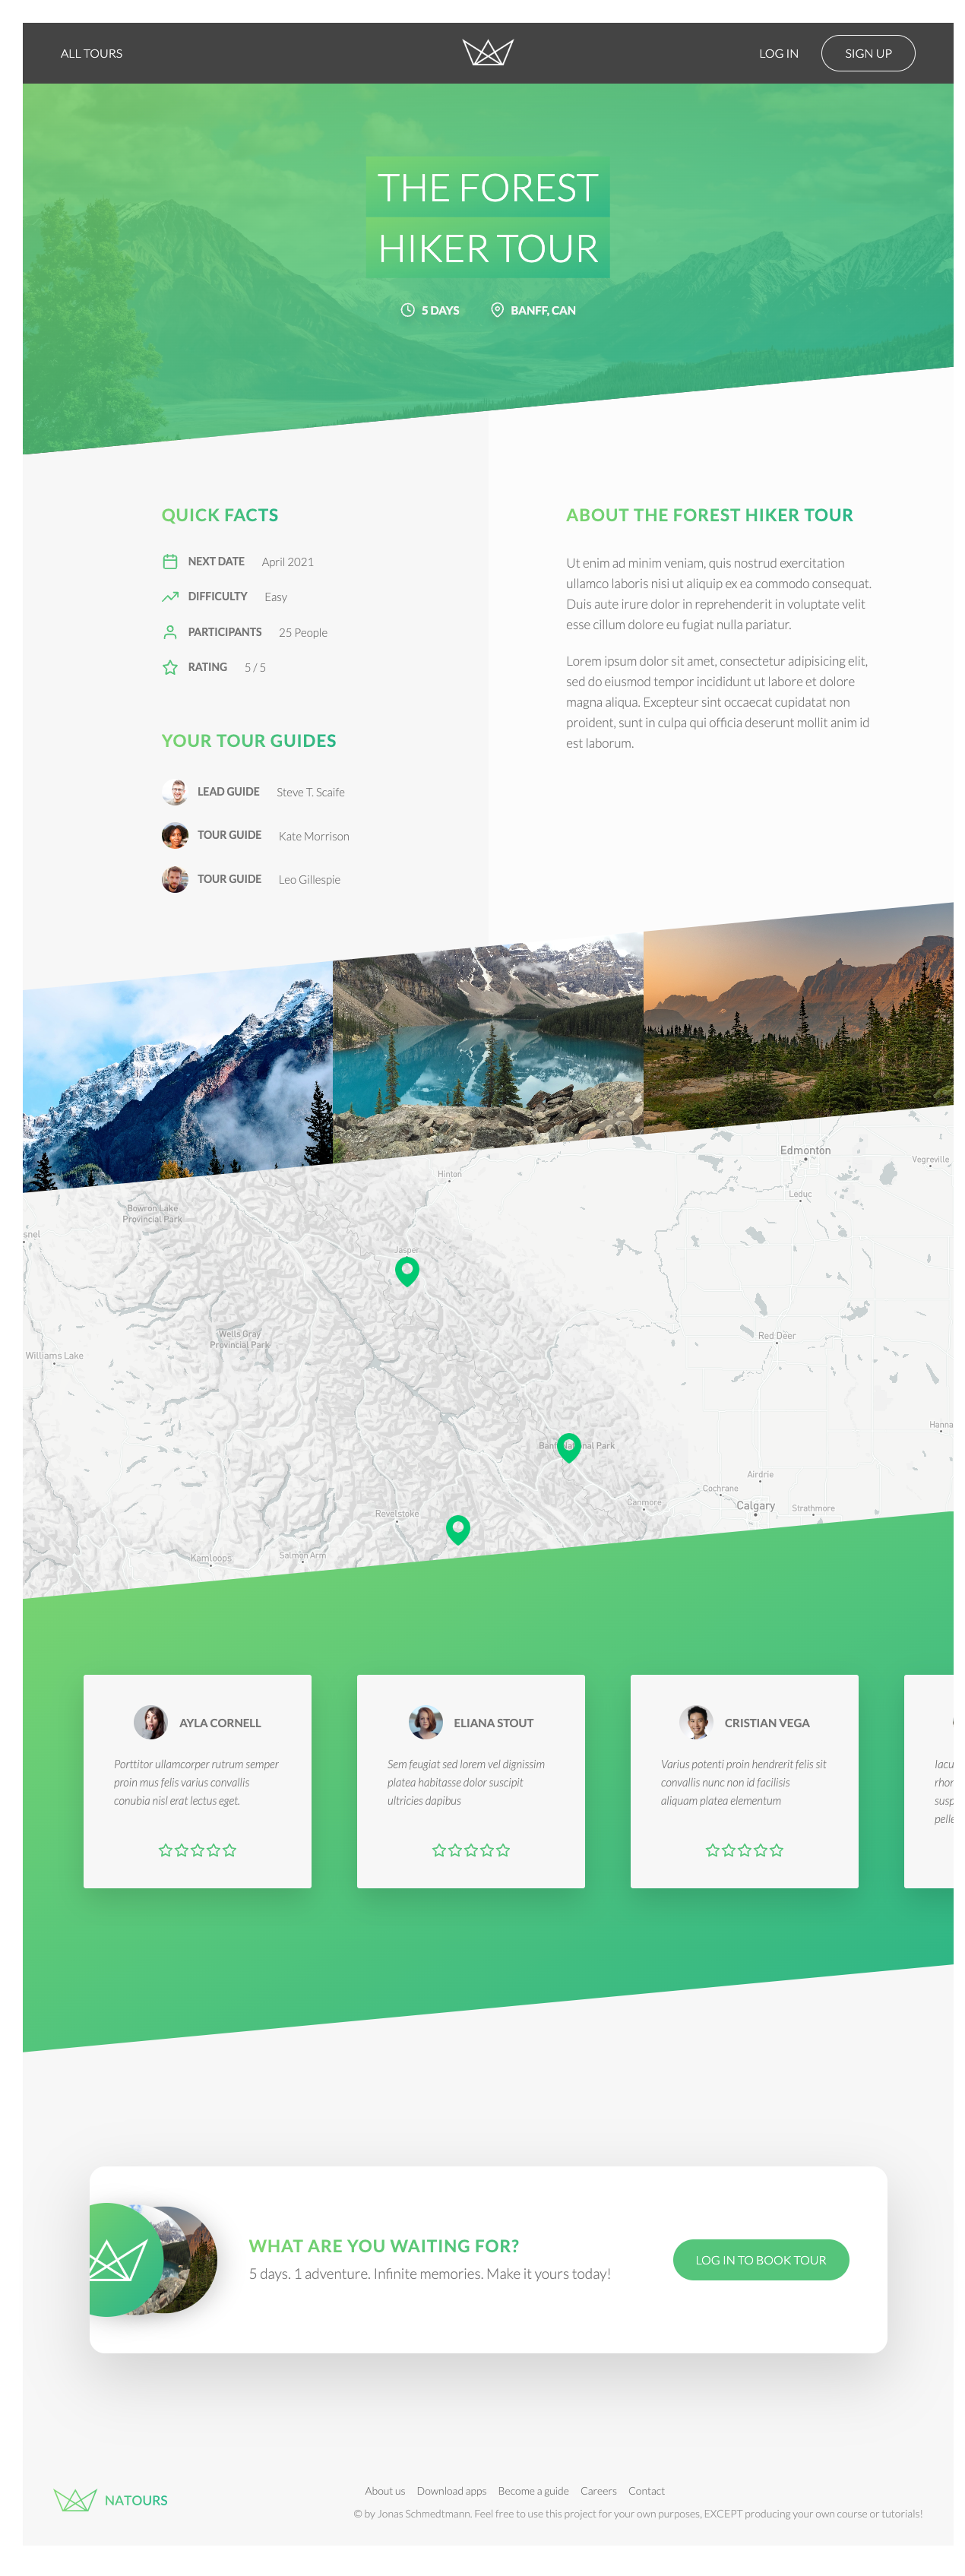 ALL TOURS
LOG IN
SIGN UP
THE FOREST
HIKER TOUR
5 DAYS
BANFF, CAN
QUICK FACTS
NEXT DATE April 2021
DIFFICULTY Easy
PARTICIPANTS 25 People
RATING 5 / 5
YOUR TOUR GUIDES
LEAD GUIDE Steve T. Scaife
TOUR GUIDE Kate Morrison
TOUR GUIDE Leo Gillespie
ABOUT THE FOREST HIKER TOUR
Ut enim ad minim veniam, quis nostrud exercitation
ullamco laboris nisi ut aliquip ex ea commodo consequat.
Duis aute irure dolor in reprehenderit in voluptate velit
esse cillum dolore eu fugiat nulla pariatur.
Lorem ipsum dolor sit amet, consectetur adipisicing elit,
sed do eiusmod tempor incididunt ut labore et dolore
magna aliqua. Excepteur sint occaecat cupidatat non
proident, sunt in culpa qui officia deserunt mollit anim id
est laborum.
Edmonton
Vegreville
Hinton
Leduc
Bowron Lake
Provincial Park
snel
Jasper
Wells Gray
Provincial Park
Red Deer
Williams Lake
Hanna
Park
Airdrie
Cochrane
Canmore
Calgary
Strathmore
Revelstoke
Kamloops
Salmon Arm
AYLA CORNELL
Porttitor ullamcorper rutrum semper
proin mus felis varius convallis
conubia nisl erat lectus eget.
ELIANA STOUT
Sem feugiat sed lorem vel dignissim
platea habitasse dolor suscipit
ultricies dapibus
CRISTIAN VEGA
Varius potenti proin hendrerit felis sit
convallis nunc non id facilisis
aliquam platea elementum
Iacu
rhor
susp
pelle
WHAT ARE YOU WAITING FOR?
5 days. 1 adventure. Infinite memories. Make it yours today!
LOG IN TO BOOK TOUR
NATOURS
About us Download apps Become a guide Careers Contact
© by Jonas Schmedtmann. Feel free to use this project for your own purposes, EXCEPT producing your own course or tutorials!